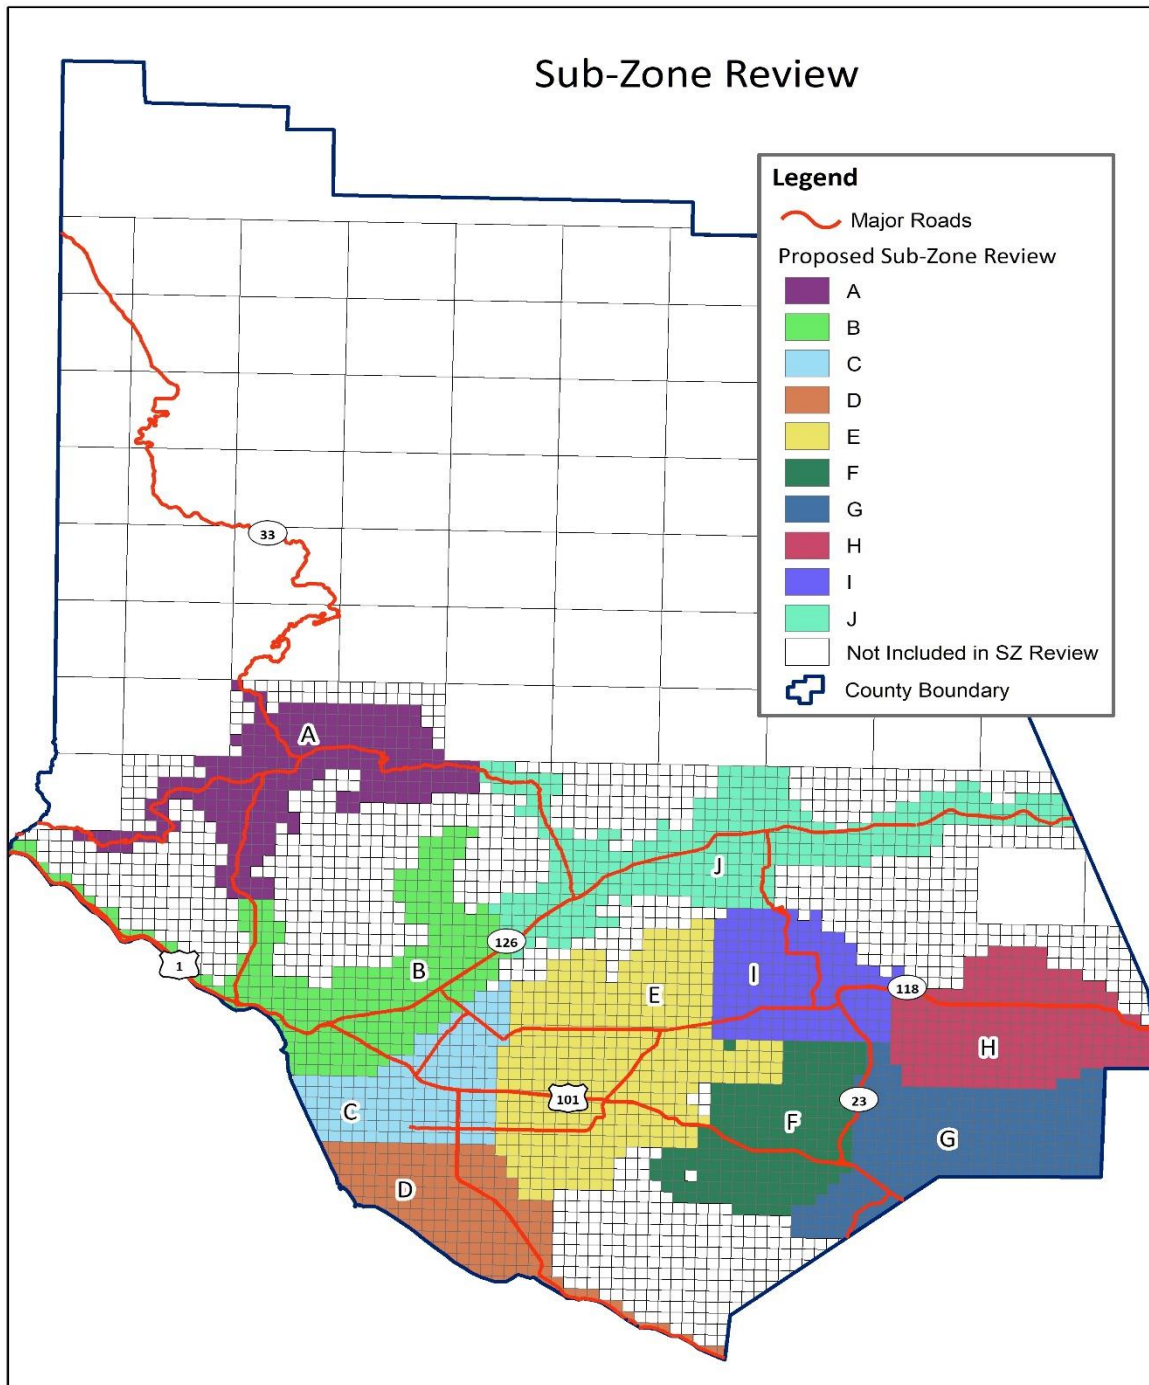 Sub-Zone Review
Legend
Major Roads
Proposed Sub-Zone Review
A
B
C
D
E
F
G
H
I
J
Not Included in SZ Review
County Boundary
33
A
J
126
B
1
E
I
118
H
101
C
F
23
G
D